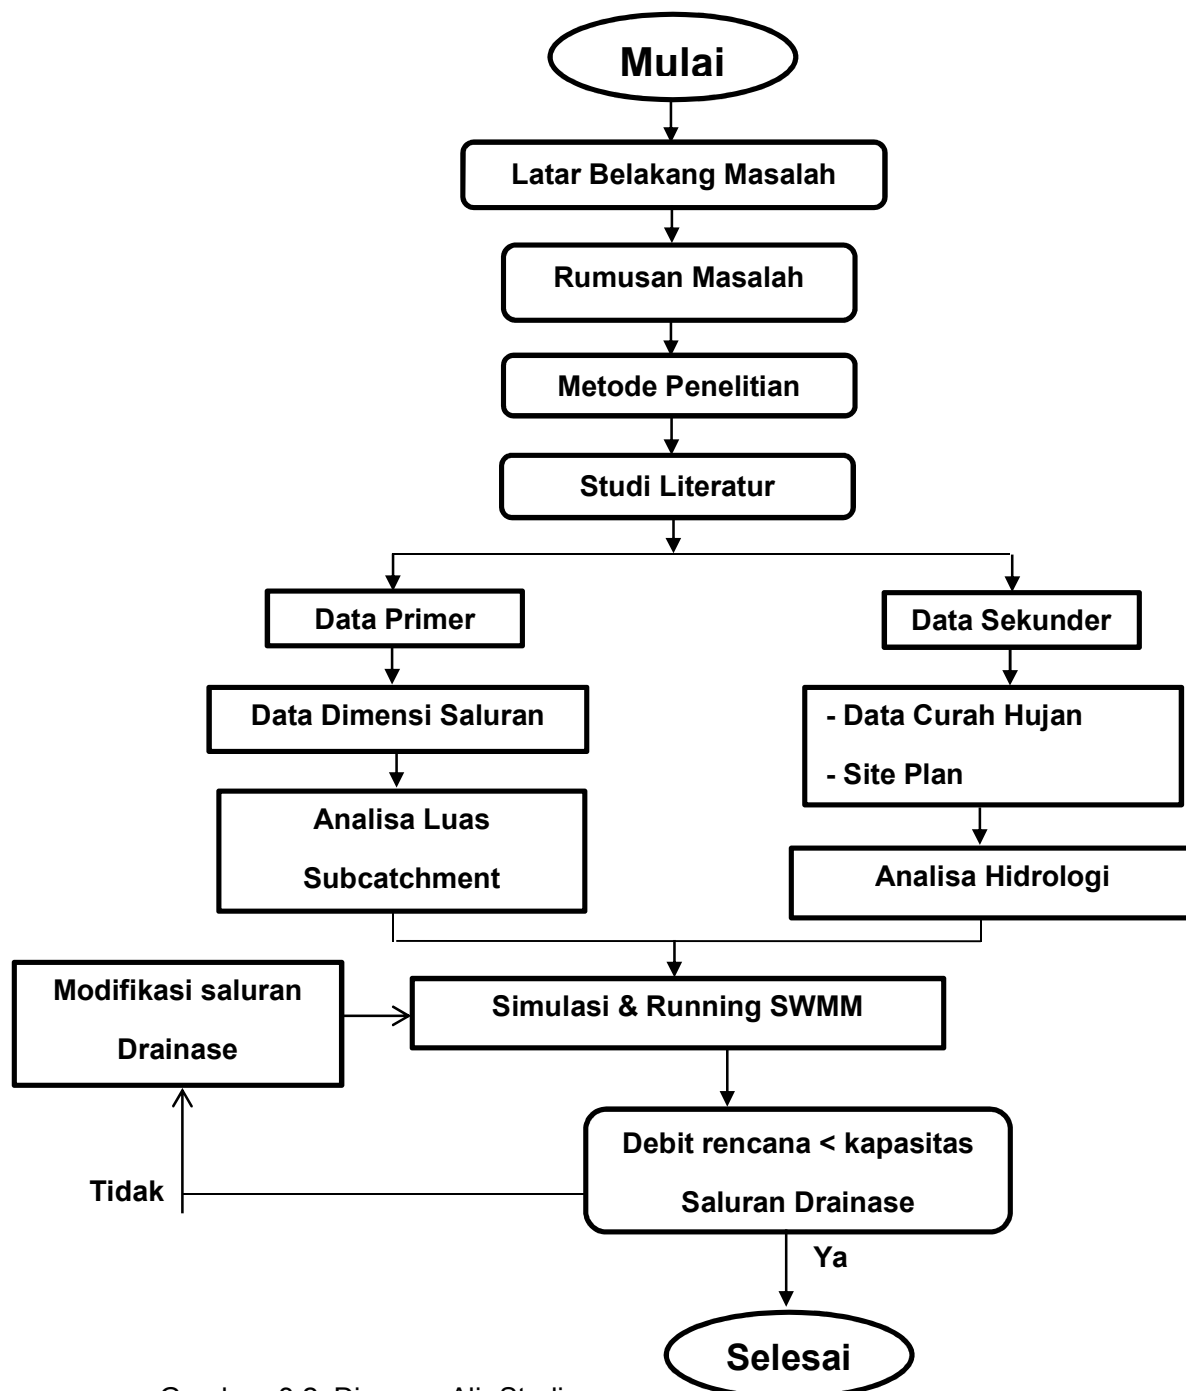 Mulai
Latar Belakang Masalah
Rumusan Masalah
Metode Penelitian
Studi Literatur
Data Primer
Data Sekunder
Data Dimensi Saluran
- Data Curah Hujan
- Site Plan
Analisa Luas
Subcatchment
Analisa Hidrologi
Modifikasi saluran
Drainase
Simulasi & Running SWMM
Debit rencana < kapasitas
Saluran Drainase
Tidak
Ya
Selesai